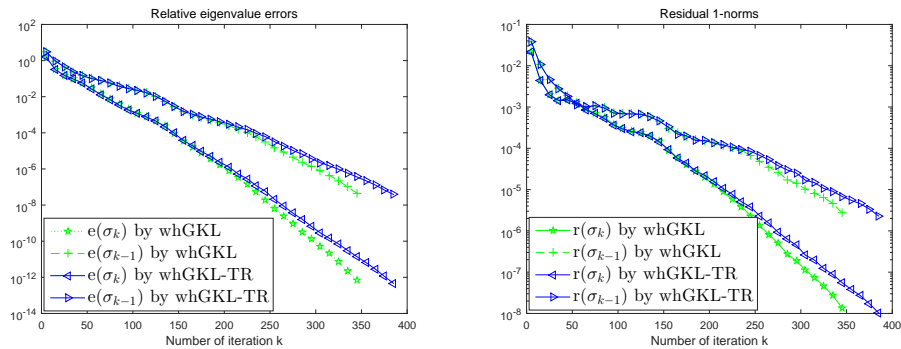 Relative eigenvalue errors
10^2
10^0
10^-2
10^-4
10^-6
10^-8
10^-10
10^-12
10^-14
e(σ_k) by whGKL
e(σ_{k-1}) by whGKL
e(σ_k) by whGKL-TR
e(σ_{k-1}) by whGKL-TR
0 50 100 150 200 250 300 350 400
Number of iteration k
Residual 1-norms
10^-1
10^-2
10^-3
10^-4
10^-5
10^-6
10^-7
10^-8
r(σ_k) by whGKL
r(σ_{k-1}) by whGKL
r(σ_k) by whGKL-TR
r(σ_{k-1}) by whGKL-TR
0 50 100 150 200 250 300 350 400
Number of iteration k